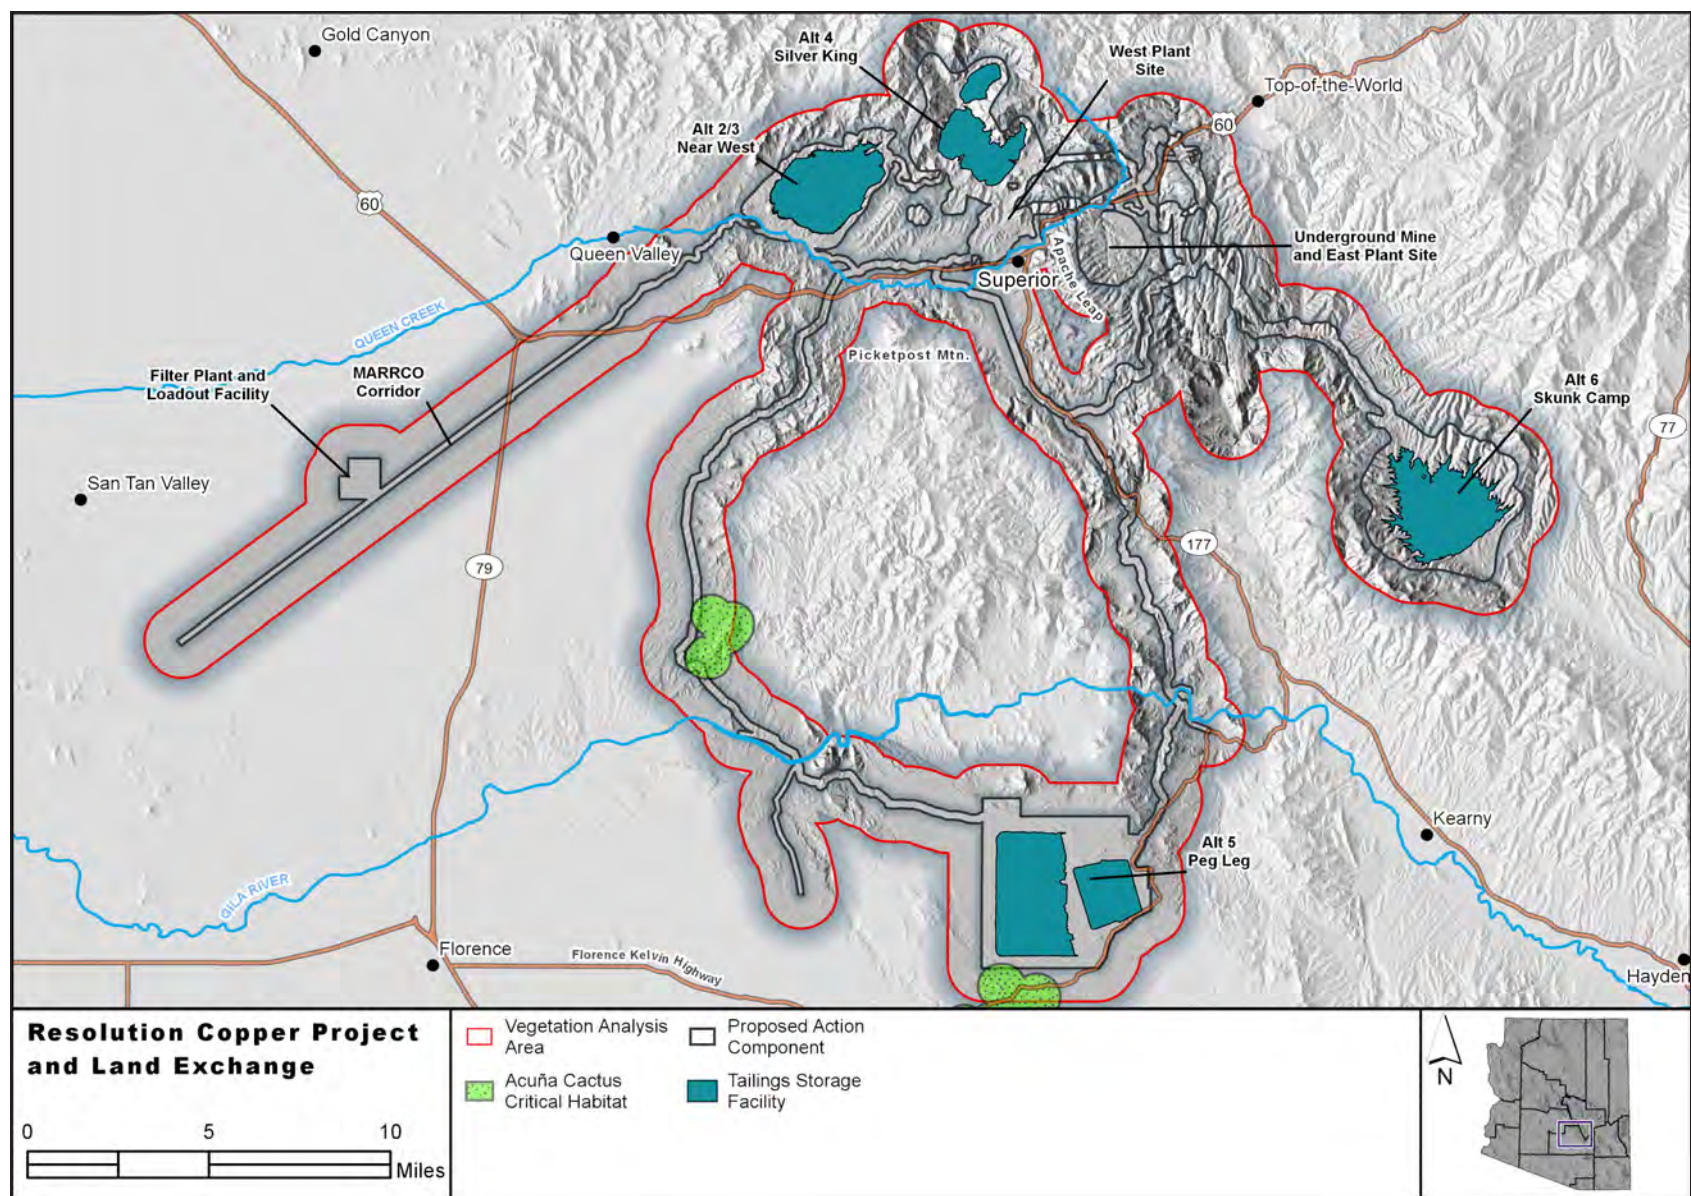 Gold Canyon
Alt 4
Silver King
West Plant
Site
Top-of-the-World
60
Alt 2/3
Near West
60
Queen Valley
Underground Mine
and East Plant Site
Superior
Apache Leap
QUEEN CREEK
Picketpost Mtn.
Filter Plant and
Loadout Facility
MARRCO
Corridor
Alt 6
Skunk Camp
77
San Tan Valley
177
79
Kearny
Alt 5
Peg Leg
GILA RIVER
Florence
Florence Kelvin Highway
Hayden
Resolution Copper Project
and Land Exchange
0 5 10
Miles
Vegetation Analysis
Area
Proposed Action
Component
Acuña Cactus
Critical Habitat
Tailings Storage
Facility
N